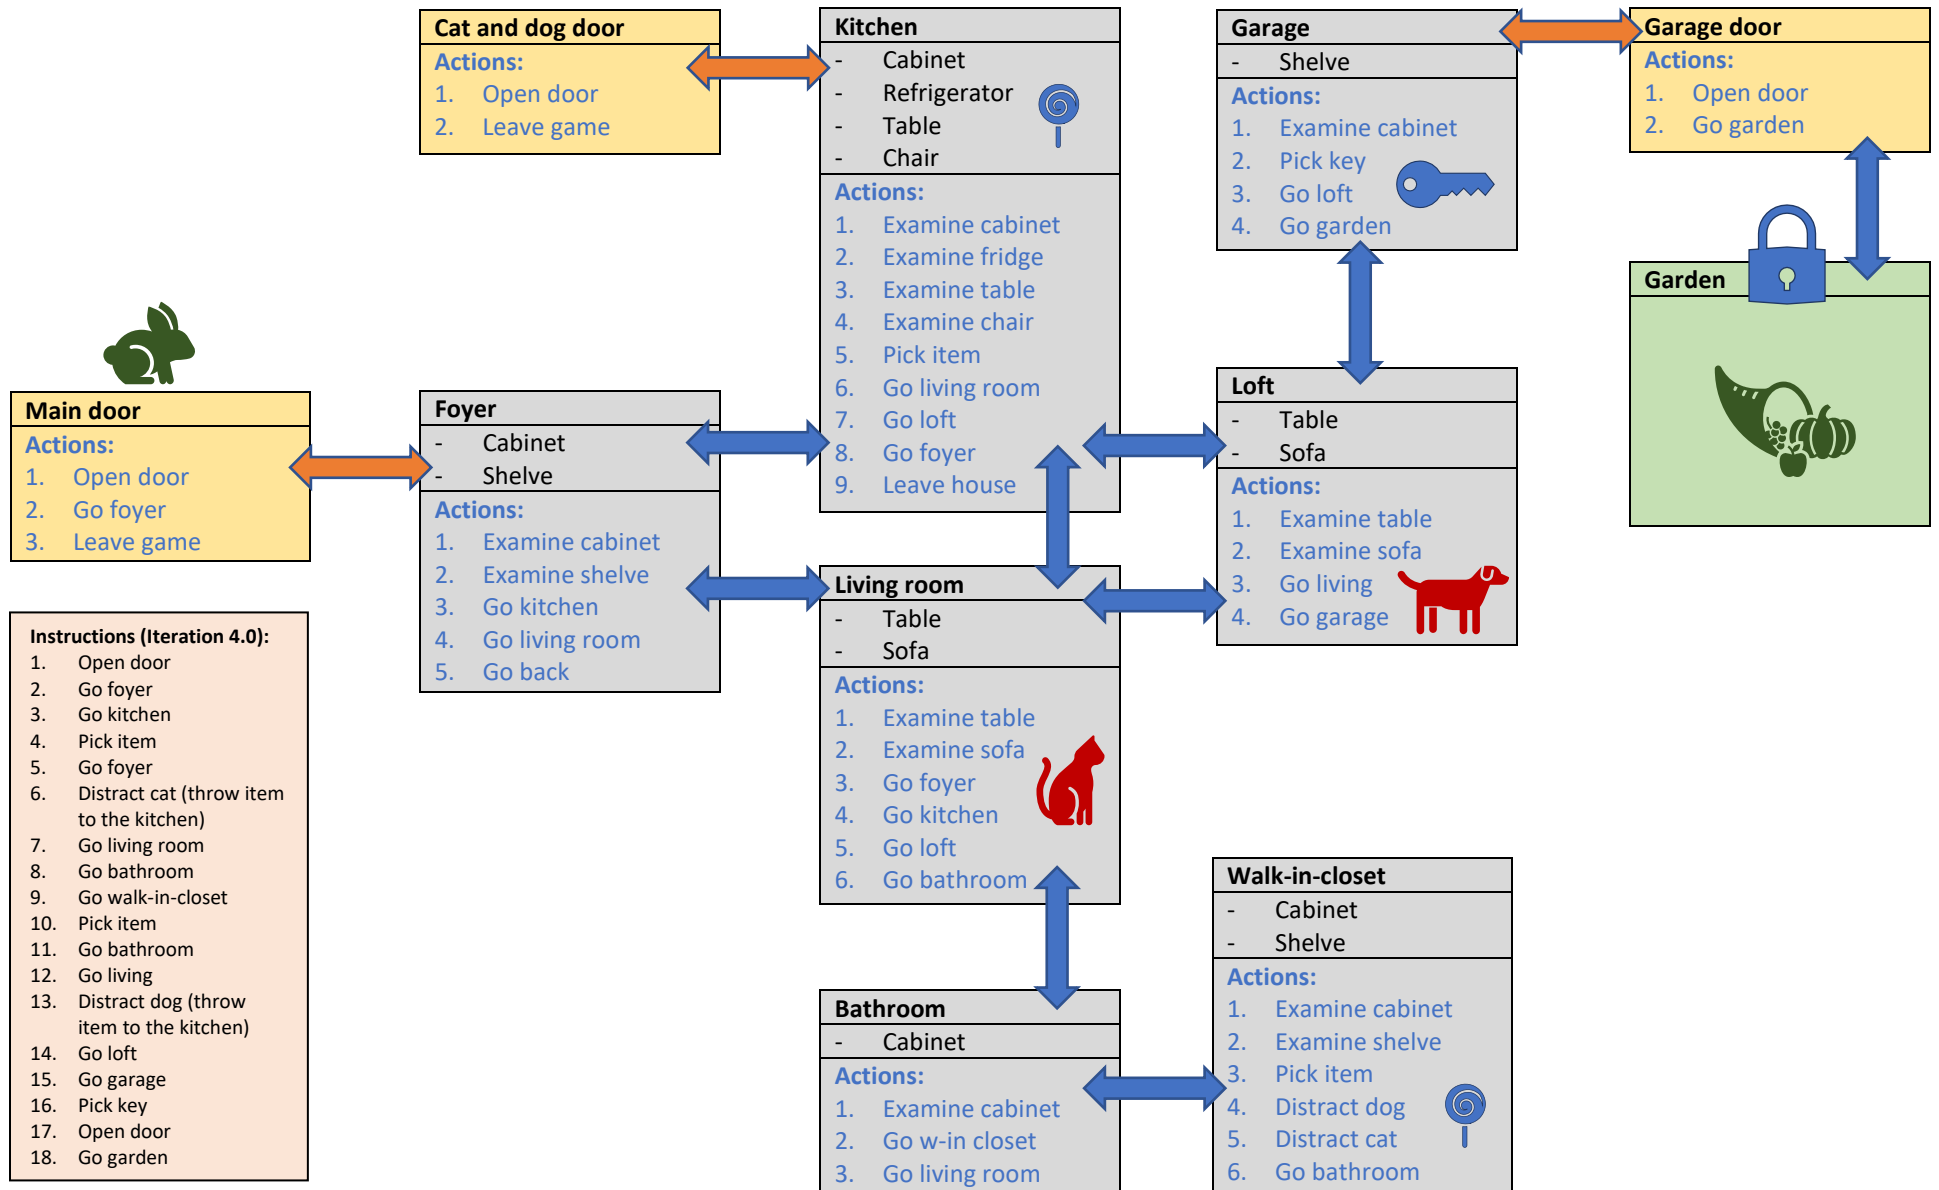 Cat and dog door
Actions:
1. Open door
2. Leave game
Kitchen
- Cabinet
- Refrigerator
- Table
- Chair
Actions:
1. Examine cabinet
2. Examine fridge
3. Examine table
4. Examine chair
5. Pick item
6. Go living room
7. Go loft
8. Go foyer
9. Leave house
Garage
- Shelve
Actions:
1. Examine cabinet
2. Pick key
3. Go loft
4. Go garden
Garage door
Actions:
1. Open door
2. Go garden
Garden
Main door
Actions:
1. Open door
2. Go foyer
3. Leave game
Foyer
- Cabinet
- Shelve
Actions:
1. Examine cabinet
2. Examine shelve
3. Go kitchen
4. Go living room
5. Go back
Loft
- Table
- Sofa
Actions:
1. Examine table
2. Examine sofa
3. Go living
4. Go garage
Living room
- Table
- Sofa
Actions:
1. Examine table
2. Examine sofa
3. Go foyer
4. Go kitchen
5. Go loft
6. Go bathroom
Instructions (Iteration 4.0):
1. Open door
2. Go foyer
3. Go kitchen
4. Pick item
5. Go foyer
6. Distract cat (throw item
to the kitchen)
7. Go living room
8. Go bathroom
9. Go walk-in-closet
10. Pick item
11. Go bathroom
12. Go living
13. Distract dog (throw
item to the kitchen)
14. Go loft
15. Go garage
16. Pick key
17. Open door
18. Go garden
Bathroom
- Cabinet
Actions:
1. Examine cabinet
2. Go w-in closet
3. Go living room
Walk-in-closet
- Cabinet
- Shelve
Actions:
1. Examine cabinet
2. Examine shelve
3. Pick item
4. Distract dog
5. Distract cat
6. Go bathroom